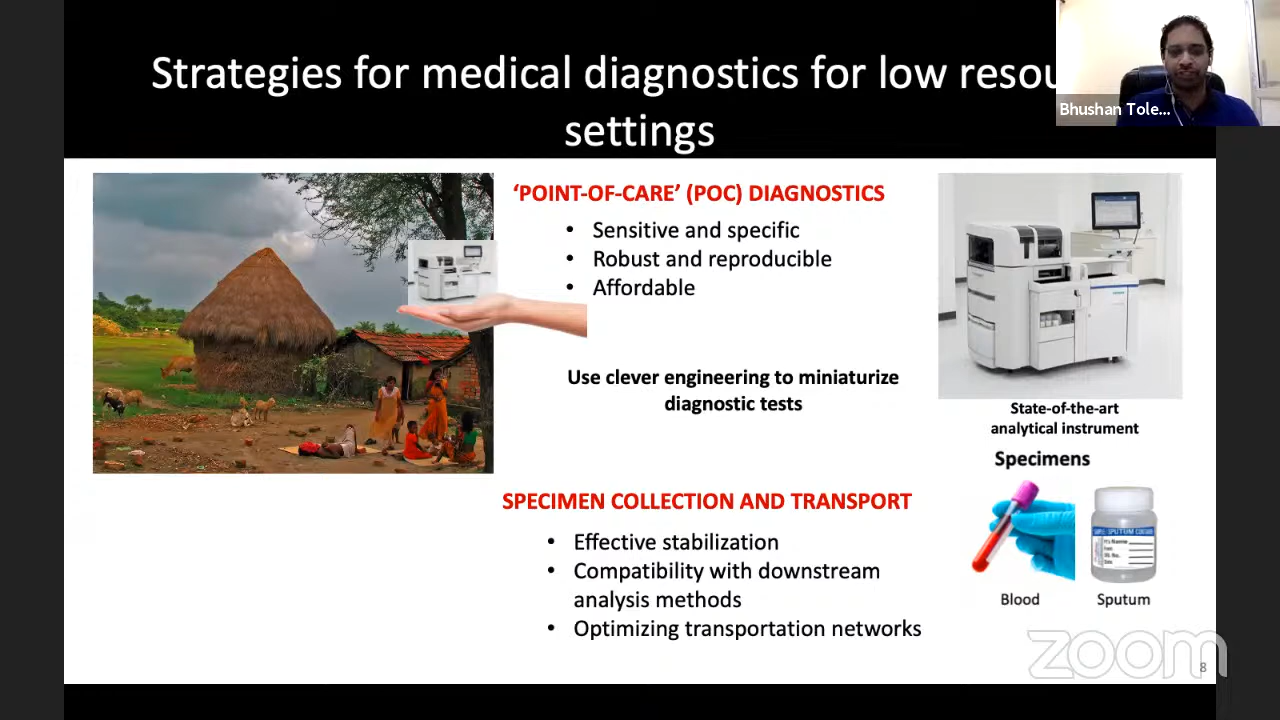 Strategies for medical diagnostics for low resou
settings
Bhushan Tole...
‘POINT-OF-CARE’ (POC) DIAGNOSTICS
• Sensitive and specific
• Robust and reproducible
• Affordable
Use clever engineering to miniaturize
diagnostic tests
State-of-the-art
analytical instrument
Specimens
SPECIMEN COLLECTION AND TRANSPORT
• Effective stabilization
• Compatibility with downstream
analysis methods
• Optimizing transportation networks
Blood
Sputum
zoom
8